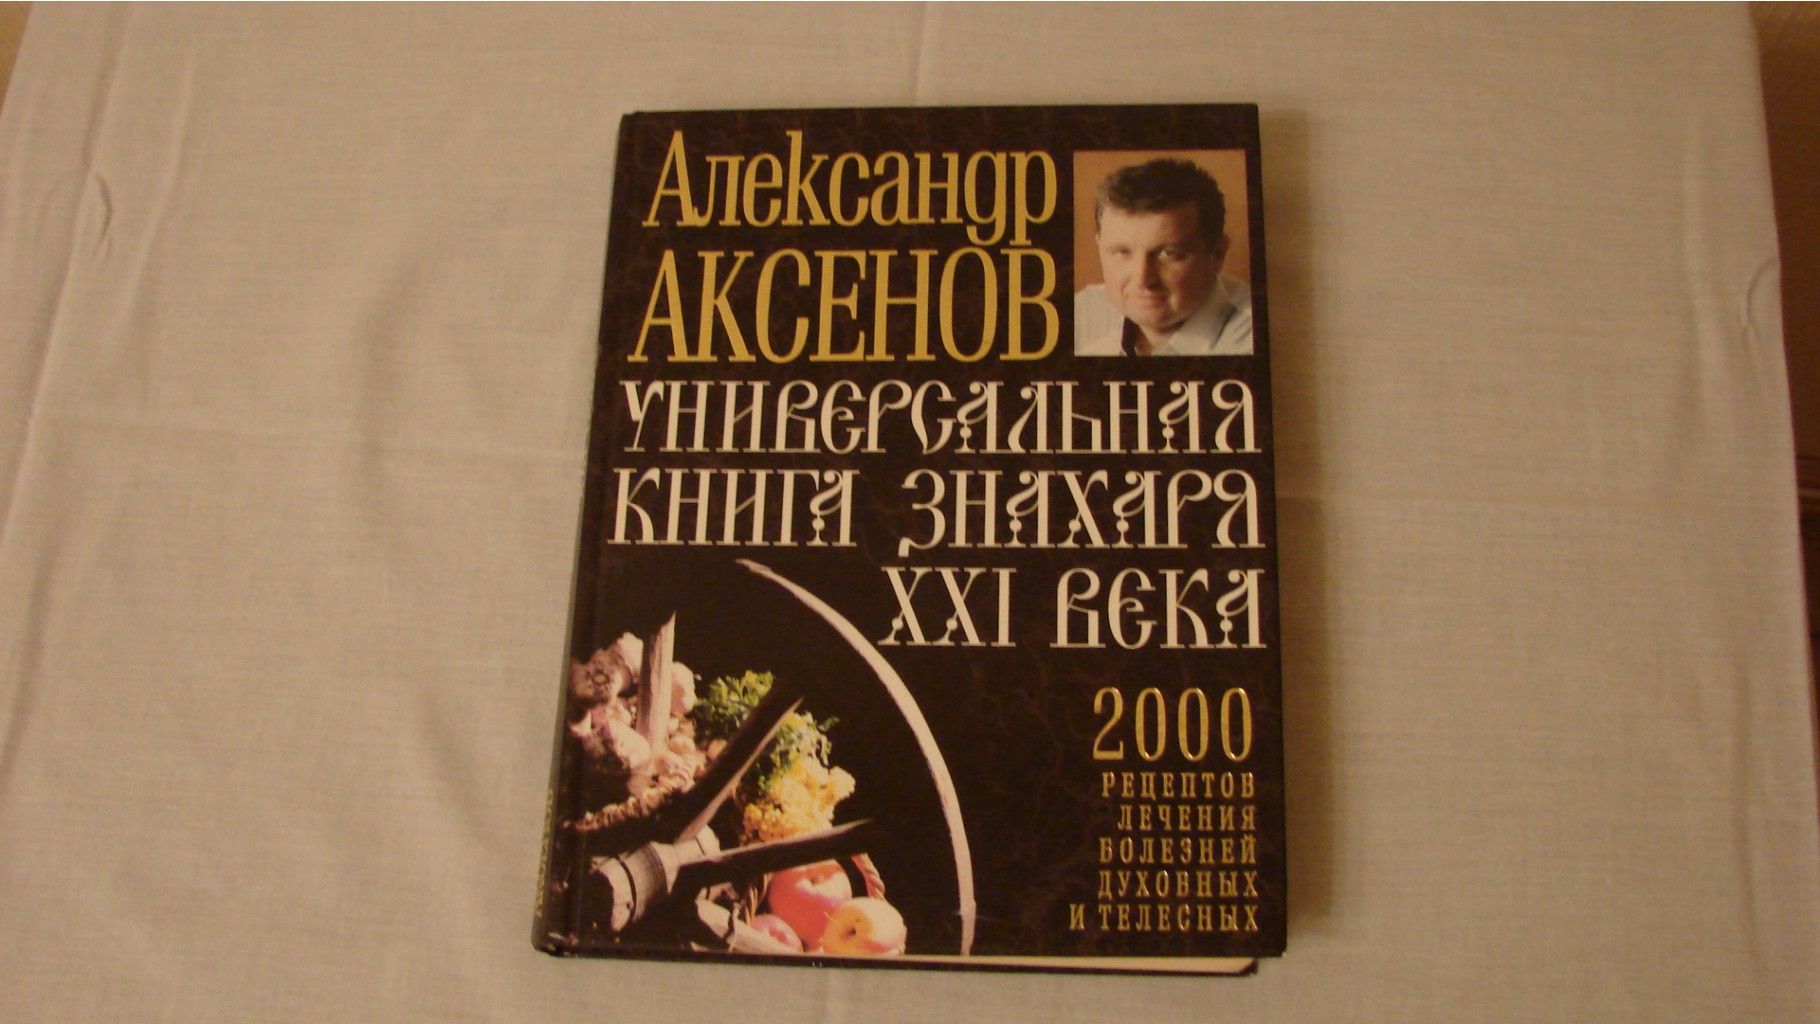 Александр
АКСЕНОВ
УНИВЕРСАЛЬНАЯ
КНИГА ЗНАХАРЯ
XXI ВЕКА
2000
РЕЦЕПТОВ
ЛЕЧЕНИЯ
БОЛЕЗНЕЙ
ДУХОВНЫХ
И ТЕЛЕСНЫХ